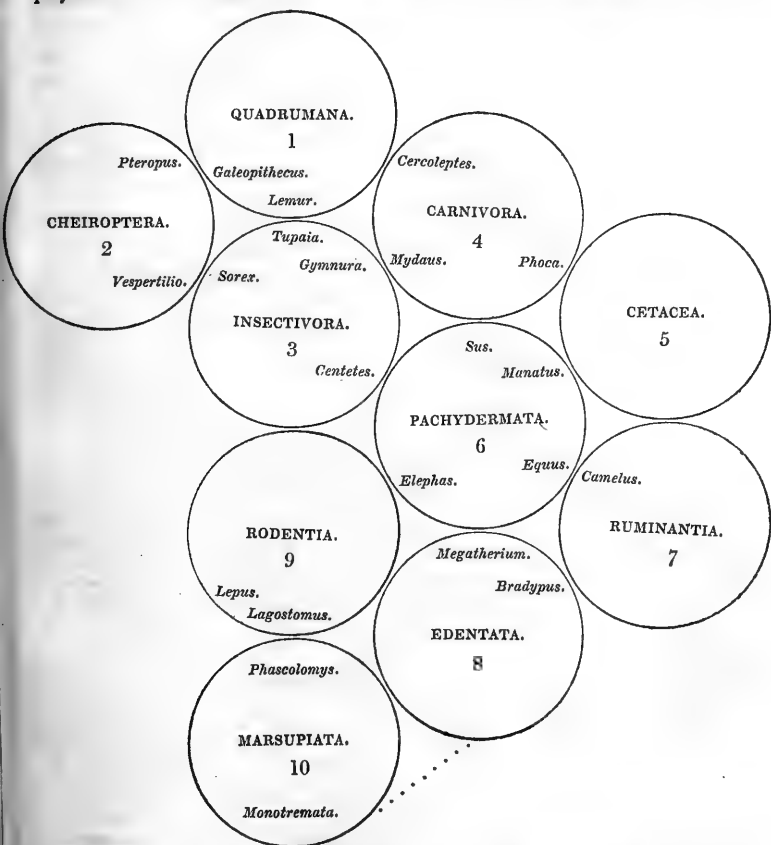 QUADRUMANA.
1
Galeopithecus.
Lemur.
Pteropus.
CHEIROPTERA.
2
Vespertilio.
Cercoleptes.
CARNIVORA.
4
Mydaus.
Phoca.
Tupaia.
Gymnura.
Sorex.
INSECTIVORA.
3
Centetes.
CETACEA.
5
Sus.
Manatus.
PACHYDERMATA.
6
Equus.
Elephas.
Camelus.
RUMINANTIA.
7
RODENTIA.
9
Lepus.
Lagostomus.
Megatherium.
Bradypus.
EDENTATA.
8
Phascolomys.
MARSUPIATA.
10
Monotremata.